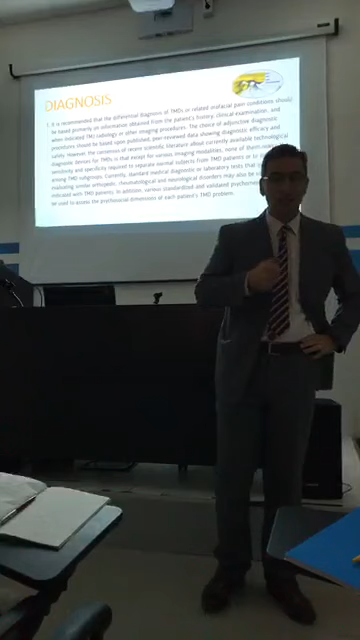 DIAGNOSIS
1. It is recommended that the differential diagnosis of TMDs or related orofacial pain conditions should
be based primarily on information obtained from the patient's history, clinical examination, and
when indicated TMJ radiology or other imaging procedures. The choice of adjunctive diagnostic
procedures should be based upon published, peer-reviewed data showing diagnostic efficacy and
safety. However, the consensus of recent scientific literature about currently available technological
diagnostic devices for TMDs is that except for various imaging modalities, none of them
sensitivity and specificity required to separate normal subjects from TMD patients or to
among TMD subgroups. Currently, standard medical diagnostic or laboratory tests that
evaluating similar orthopedic, rheumatological and neurological disorders may also be
indicated with TMD patients. In addition, various standardized and validated psychometric
be used to assess the psychosocial dimensions of each patient's TMD problem.